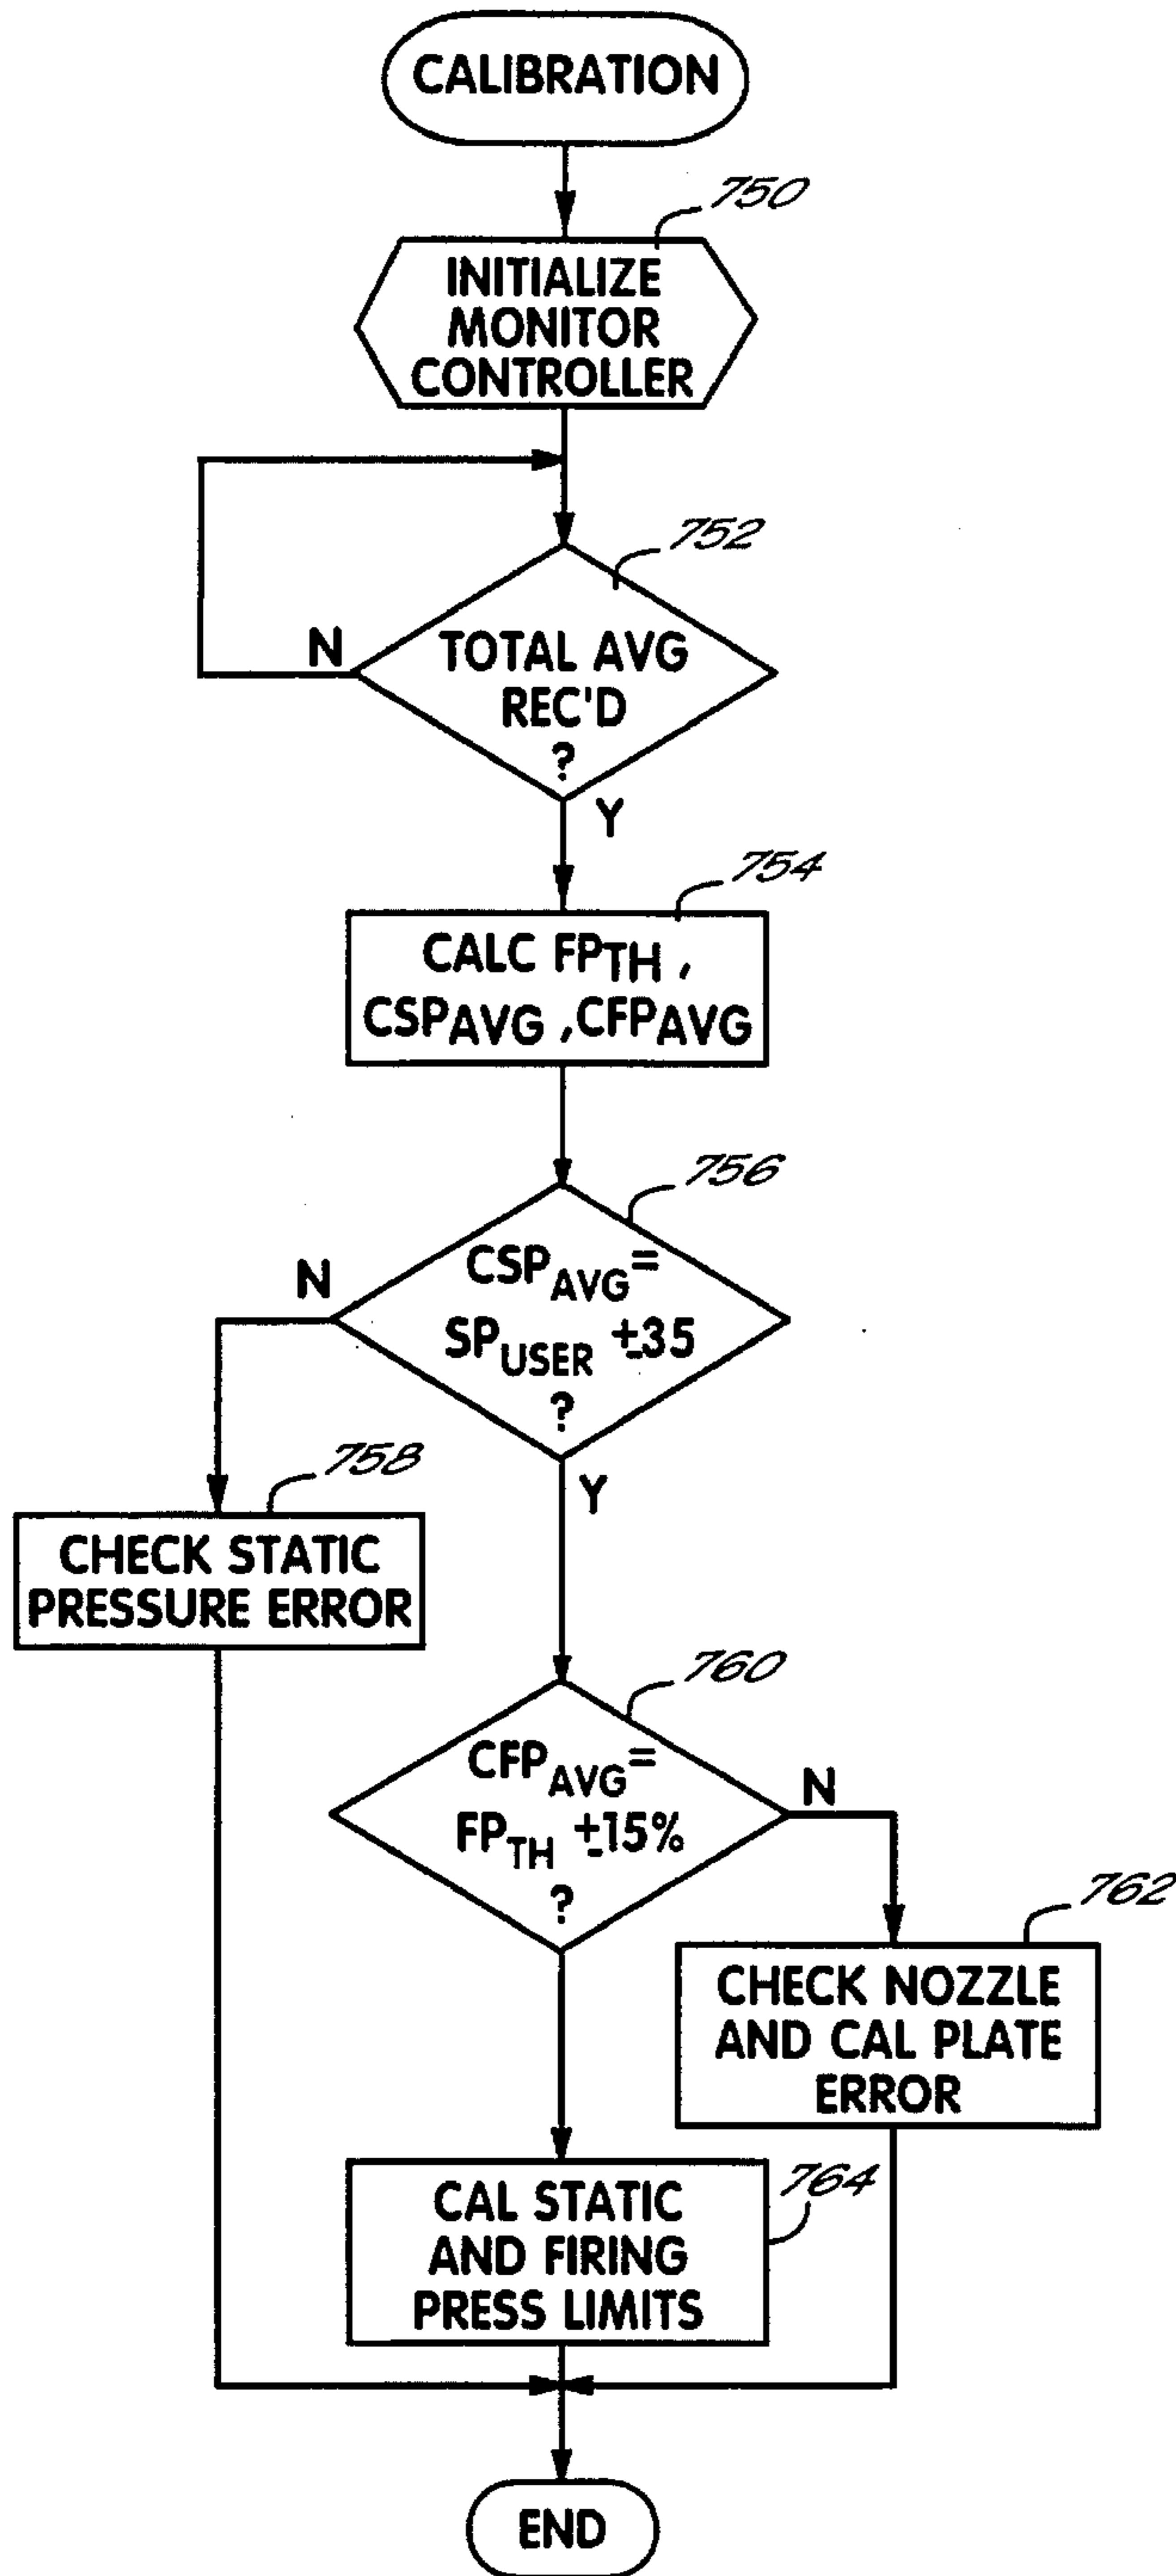 CALIBRATION
750
INITIALIZE
MONITOR
CONTROLLER
752
N
TOTAL AVG
REC'D
?
Y
754
CALC FPTH ,
CSPAVG ,CFPAVG
756
N
CSPAVG=
SPUSER ±35
?
Y
758
CHECK STATIC
PRESSURE ERROR
760
CFPAVG=
N
FPTH ±15%
?
762
CHECK NOZZLE
AND CAL PLATE
ERROR
764
CAL STATIC
AND FIRING
PRESS LIMITS
END